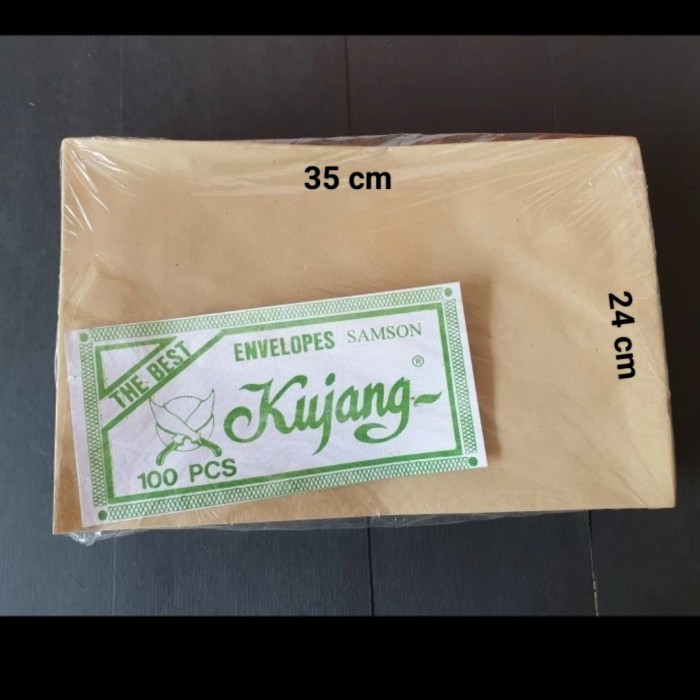 35 cm
24 cm
THE BEST
ENVELOPES SAMSON
Kujang ®
100 PCS